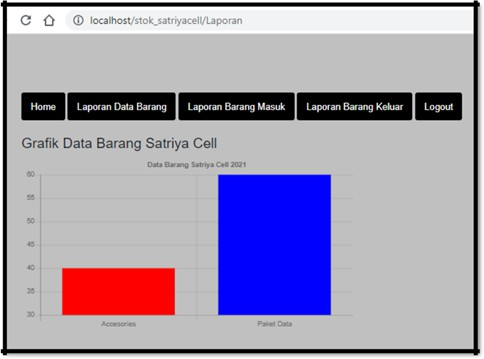 localhost/stok_satriyacell/Laporan
Home Laporan Data Barang Laporan Barang Masuk Laporan Barang Keluar Logout
Grafik Data Barang Satriya Cell
Data Barang Satriya Cell 2021
60
55
50
45
40
35
30
Accesories Paket Data